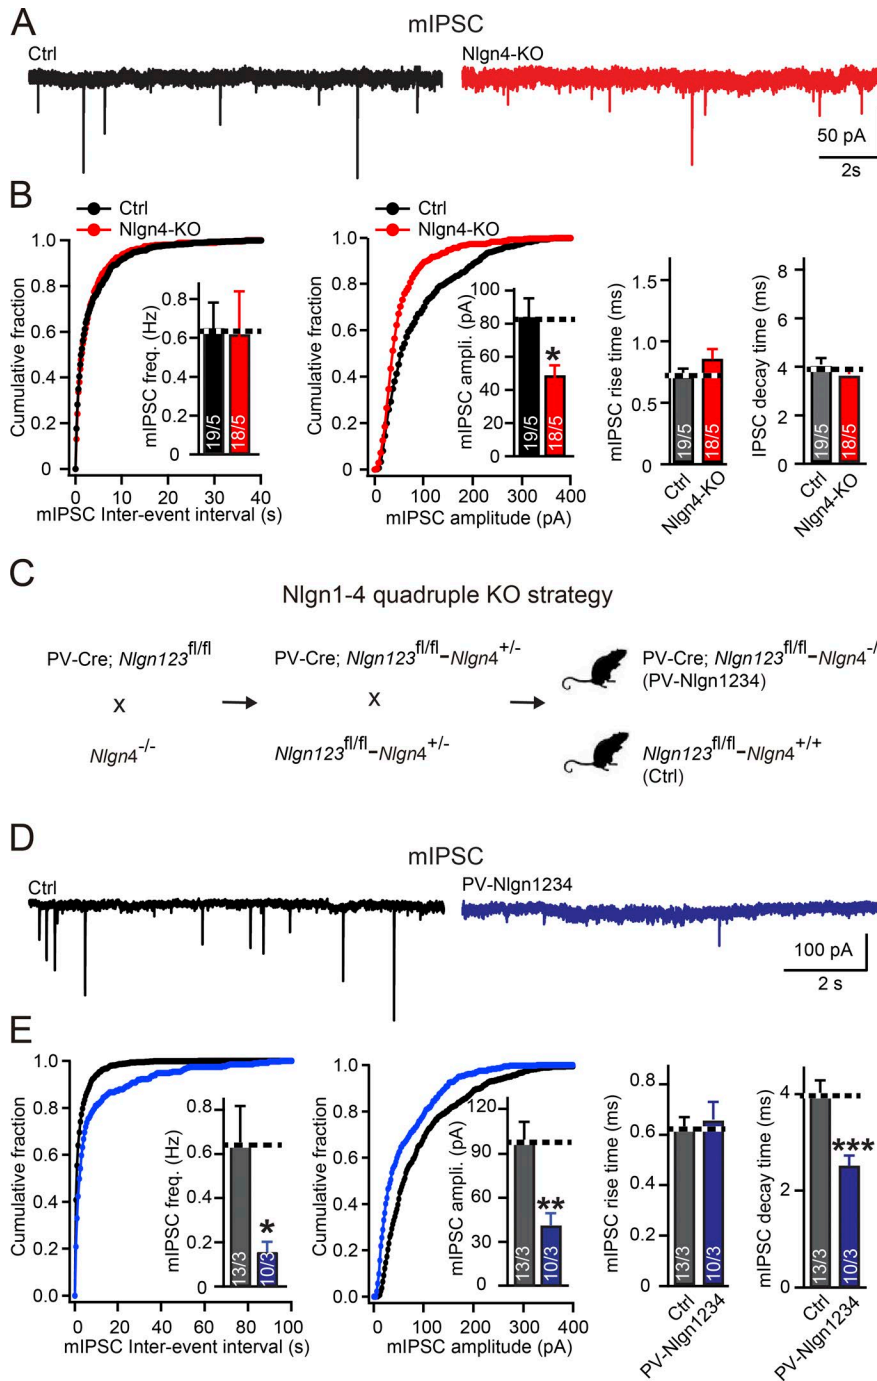 A
mIPSC
Ctrl
Nlgn4-KO
50 pA
2s
B
Ctrl
Nlgn4-KO
Cumulative fraction
1.0
0.8
0.6
0.4
0.2
0
0
10
20
30
40
mIPSC Inter-event interval (s)
mIPSC freq. (Hz)
0.8
0.6
0.4
0.2
0
19/5
18/5
Ctrl
Nlgn4-KO
Cumulative fraction
1.0
0.8
0.6
0.4
0.2
0
0
100
200
300
400
mIPSC amplitude (pA)
mIPSC ampli. (pA)
100
80
60
40
20
0
*
19/5
18/5
mIPSC rise time (ms)
1.5
1.0
0.5
0
19/5
18/5
Ctrl
Nlgn4-KO
IPSC decay time (ms)
8
6
4
2
0
19/5
18/5
Ctrl
Nlgn4-KO
C
Nlgn1-4 quadruple KO strategy
PV-Cre; Nlgn123fl/fl
x
Nlgn4-/-
PV-Cre; Nlgn123fl/fl-Nlgn4+/-
x
Nlgn123fl/fl-Nlgn4+/-
PV-Cre; Nlgn123fl/fl-Nlgn4-/
(PV-Nlgn1234)
Nlgn123fl/fl-Nlgn4+/+
(Ctrl)
D
mIPSC
Ctrl
PV-Nlgn1234
100 pA
2 s
E
Cumulative fraction
1.0
0.8
0.6
0.4
0.2
0.0
0
20
40
60
80
100
mIPSC Inter-event interval (s)
mIPSC freq. (Hz)
0.8
0.6
0.4
0.2
0
*
13/3
10/3
Cumulative fraction
1.0
0.8
0.6
0.4
0.2
0.0
0
100
200
300
400
mIPSC amplitude (pA)
mIPSC ampli. (pA)
120
90
60
30
0
**
13/3
10/3
mIPSC rise time (ms)
0.8
0.6
0.4
0.2
0
13/3
10/3
Ctrl
PV-Nlgn1234
mIPSC decay time (ms)
4
2
0
***
13/3
10/3
Ctrl
PV-Nlgn1234